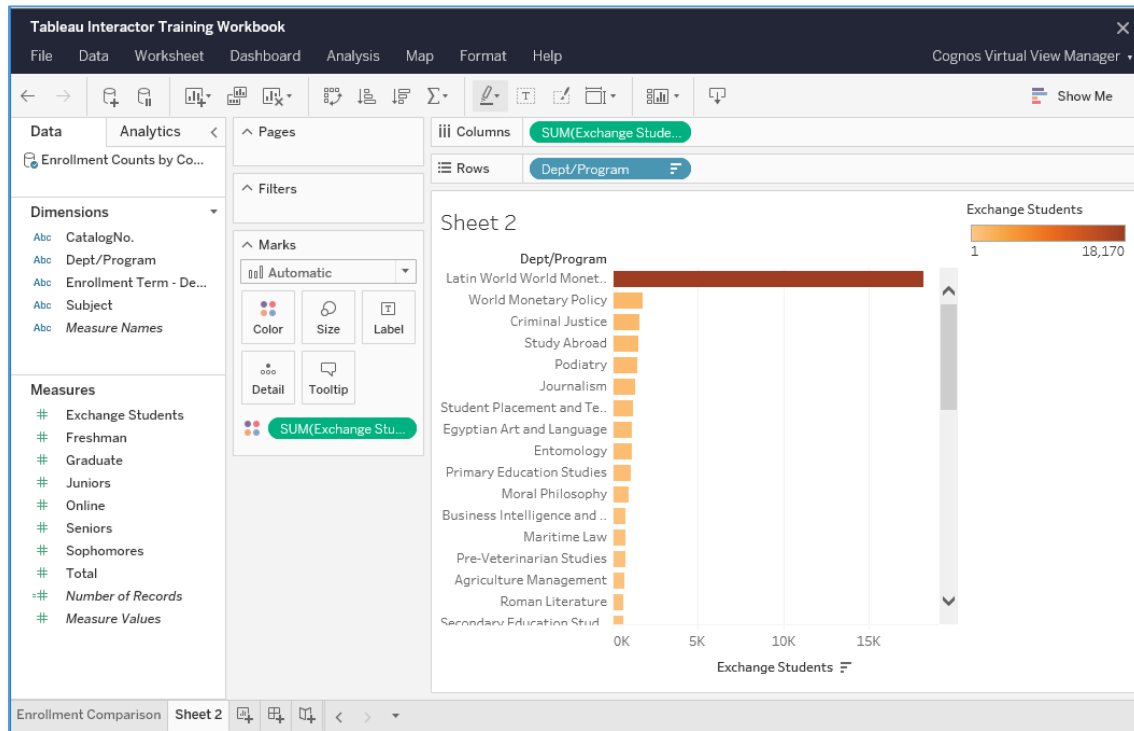 Tableau Interactor Training Workbook
File Data Worksheet Dashboard Analysis Map Format Help Cognos Virtual View Manager
Show Me
Data Analytics
Enrollment Counts by Co...
Dimensions
Abc CatalogNo.
Abc Dept/Program
Abc Enrollment Term - De...
Abc Subject
Abc Measure Names
Measures
# Exchange Students
# Freshman
# Graduate
# Juniors
# Online
# Seniors
# Sophomores
# Total
=# Number of Records
# Measure Values
Pages
Filters
Marks
Automatic
Color Size Label
Detail Tooltip
SUM(Exchange Stu...
iii Columns SUM(Exchange Stude...
Rows Dept/Program
Sheet 2
Dept/Program
Latin World World Monet..
World Monetary Policy
Criminal Justice
Study Abroad
Podiatry
Journalism
Student Placement and Te..
Egyptian Art and Language
Entomology
Primary Education Studies
Moral Philosophy
Business Intelligence and ..
Maritime Law
Pre-Veterinarian Studies
Agriculture Management
Roman Literature
Secondary Education Stud..
0K 5K 10K 15K
Exchange Students
Exchange Students
1 18,170
Enrollment Comparison Sheet 2